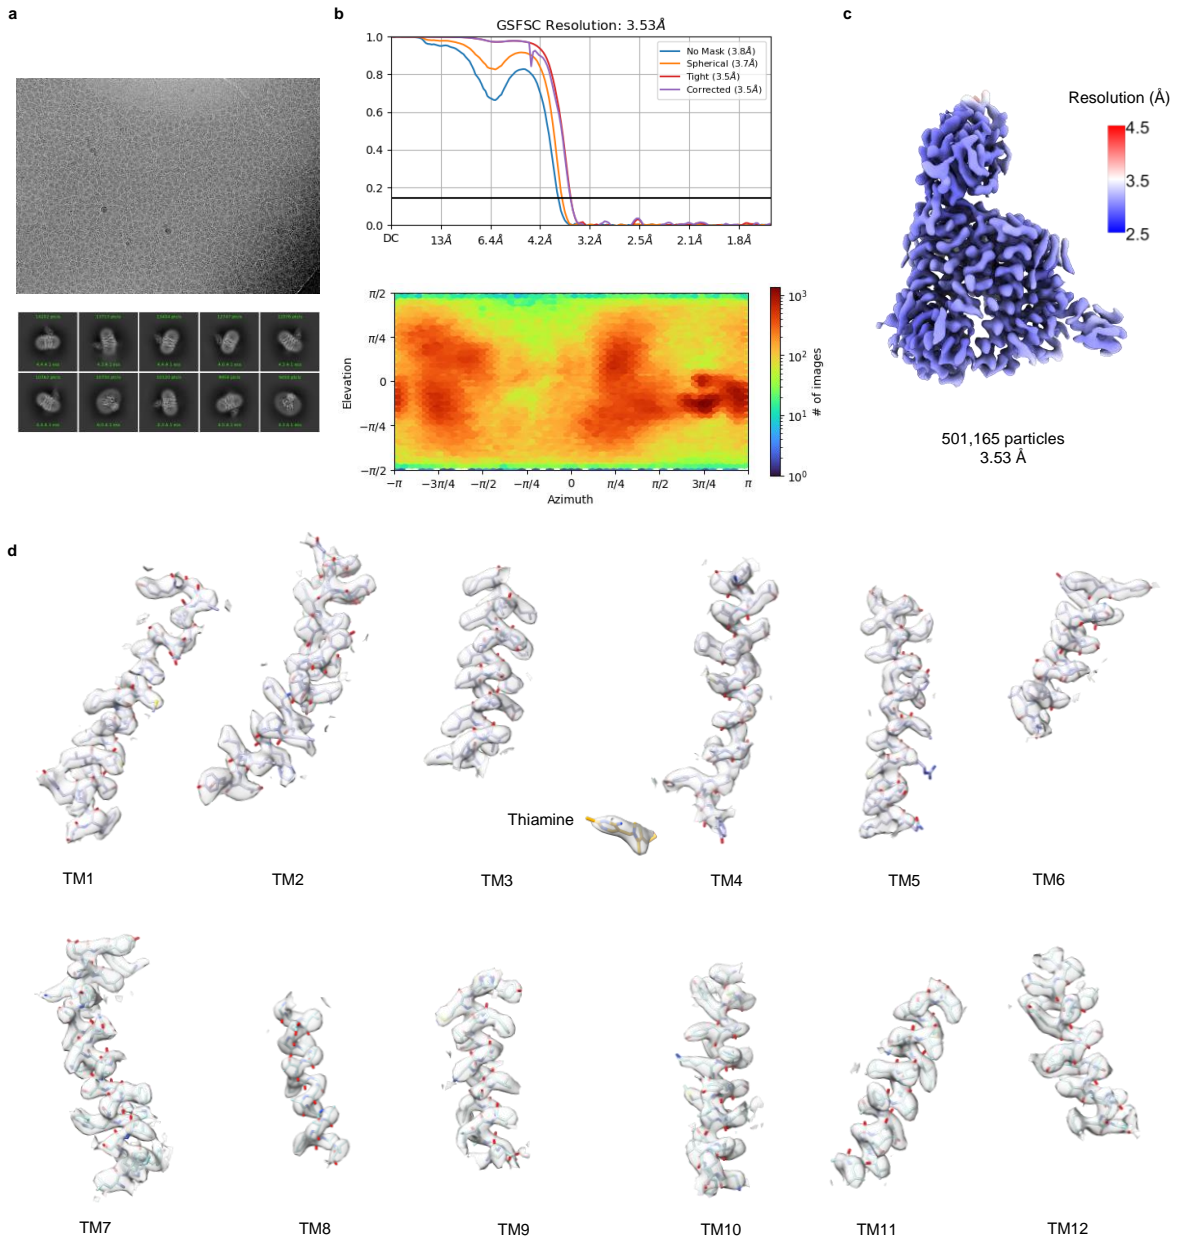 a
b
c
GSFSC Resolution: 3.53Å
1.0
0.8
0.6
0.4
0.2
0.0
No Mask (3.8Å)
Spherical (3.7Å)
Tight (3.5Å)
Corrected (3.5Å)
DC
13Å
6.4Å
4.2Å
3.2Å
2.5Å
2.1Å
1.8Å
Resolution (Å)
4.5
3.5
2.5
π/2
π/4
0
−π/4
−π/2
Elevation
−π
−3π/4
−π/2
−π/4
0
π/4
π/2
3π/4
π
Azimuth
10³
10²
10¹
10⁰
# of images
501,165 particles
3.53 Å
d
Thiamine
TM1
TM2
TM3
TM4
TM5
TM6
TM7
TM8
TM9
TM10
TM11
TM12